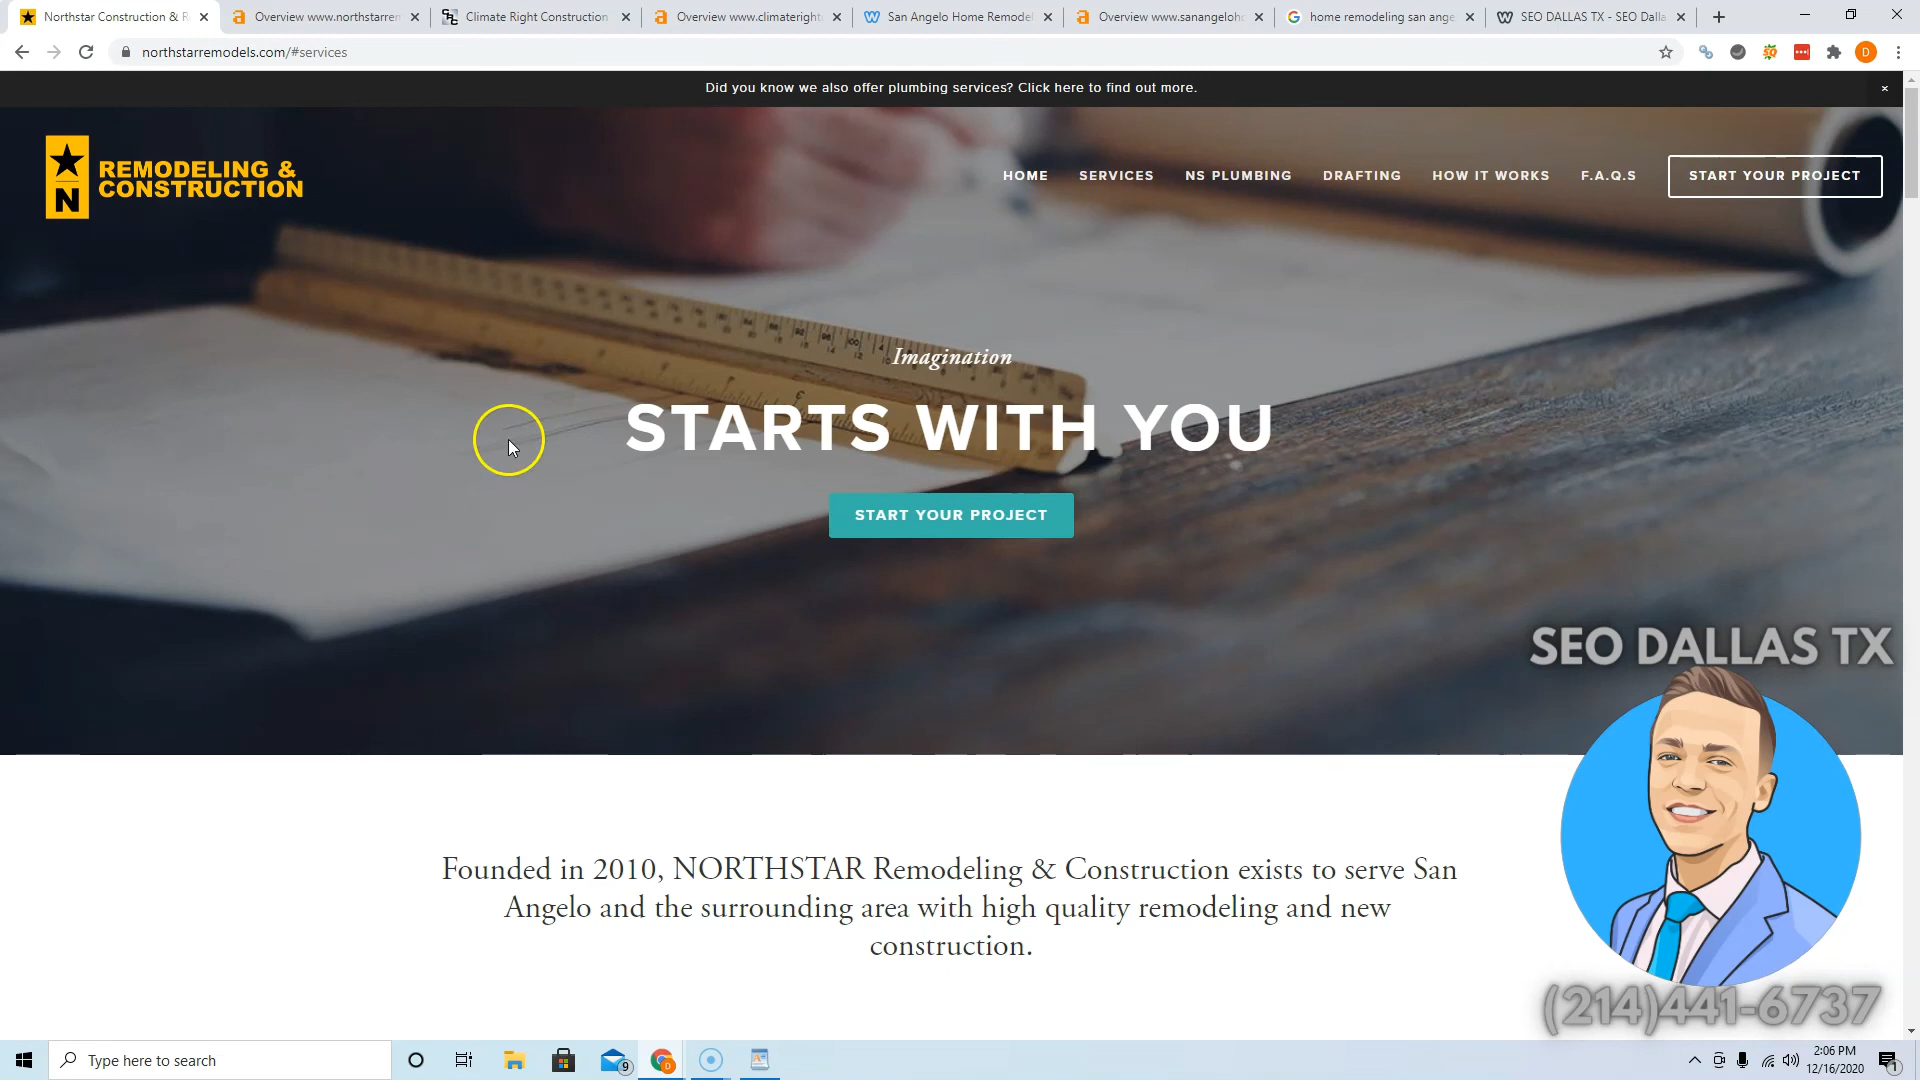 Northstar Construction & R
Overview www.northstarrem
Climate Right Construction
Overview www.climateright
San Angelo Home Remodel
Overview www.sanangeloho
home remodeling san ange
SEO DALLAS TX - SEO Dalla
northstarremodels.com/#services
D
Did you know we also offer plumbing services? Click here to find out more.
N
REMODELING &
CONSTRUCTION
HOME
SERVICES
NS PLUMBING
DRAFTING
HOW IT WORKS
F.A.Q.S
START YOUR PROJECT
Imagination
STARTS WITH YOU
START YOUR PROJECT
SEO DALLAS TX
Founded in 2010, NORTHSTAR Remodeling & Construction exists to serve San
Angelo and the surrounding area with high quality remodeling and new
construction.
(214)441-6737
Type here to search
9
2:06 PM
12/16/2020
1